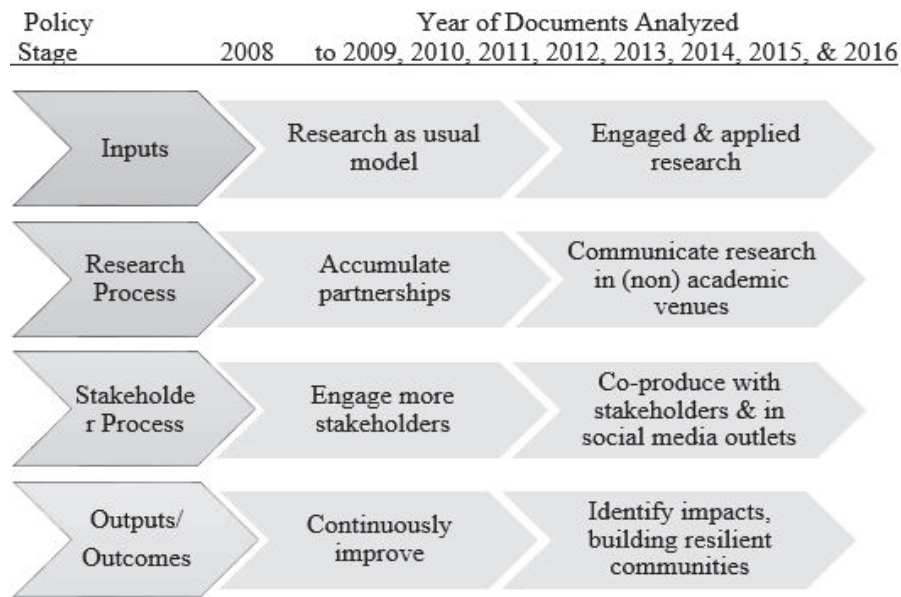 Policy Year of Documents Analyzed
Stage 2008 to 2009, 2010, 2011, 2012, 2013, 2014, 2015, & 2016
Inputs
Research as usual
model
Engaged & applied
research
Research
Process
Accumulate
partnerships
Communicate research
in (non) academic
venues
Stakeholde
r Process
Engage more
stakeholders
Co-produce with
stakeholders & in
social media outlets
Outputs/
Outcomes
Continuously
improve
Identify impacts,
building resilient
communities